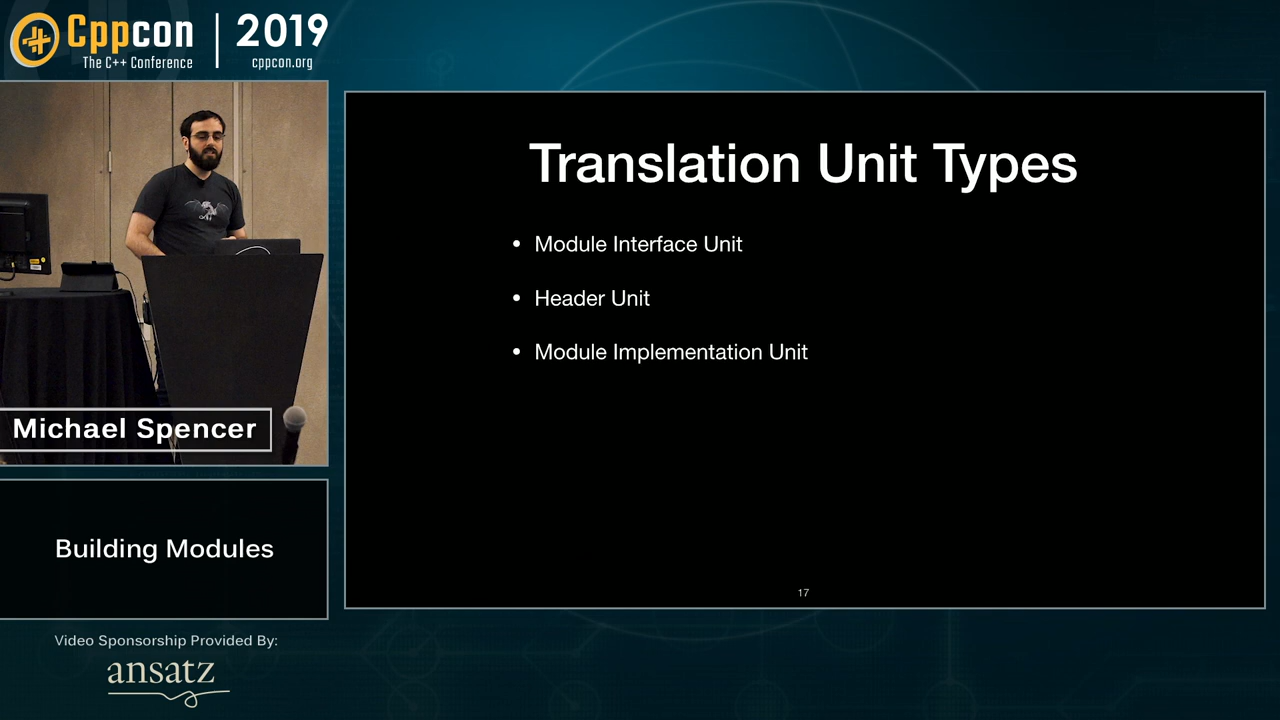 Cppcon
The C++ Conference
2019
cppcon.org
Translation Unit Types
• Module Interface Unit
• Header Unit
• Module Implementation Unit
17
Michael Spencer
Building Modules
Video Sponsorship Provided By:
ansatz